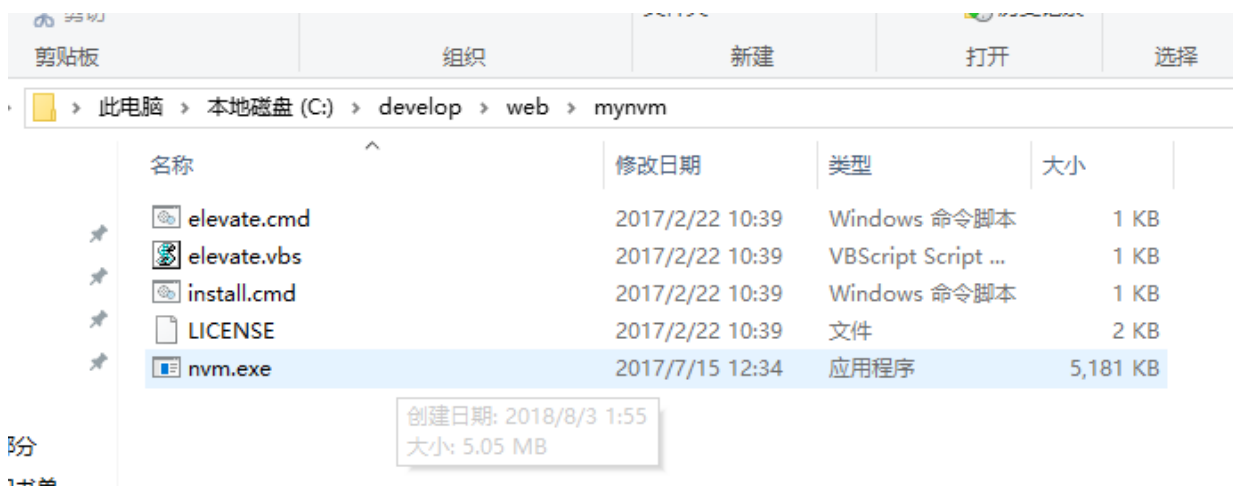 剪切
剪贴板 组织 新建 打开 选择
此电脑 > 本地磁盘 (C:) > develop > web > mynvm
名称 修改日期 类型 大小
elevate.cmd 2017/2/22 10:39 Windows 命令脚本 1 KB
elevate.vbs 2017/2/22 10:39 VBScript Script ... 1 KB
install.cmd 2017/2/22 10:39 Windows 命令脚本 1 KB
LICENSE 2017/2/22 10:39 文件 2 KB
nvm.exe 2017/7/15 12:34 应用程序 5,181 KB
创建日期: 2018/8/3 1:55
大小: 5.05 MB
部分